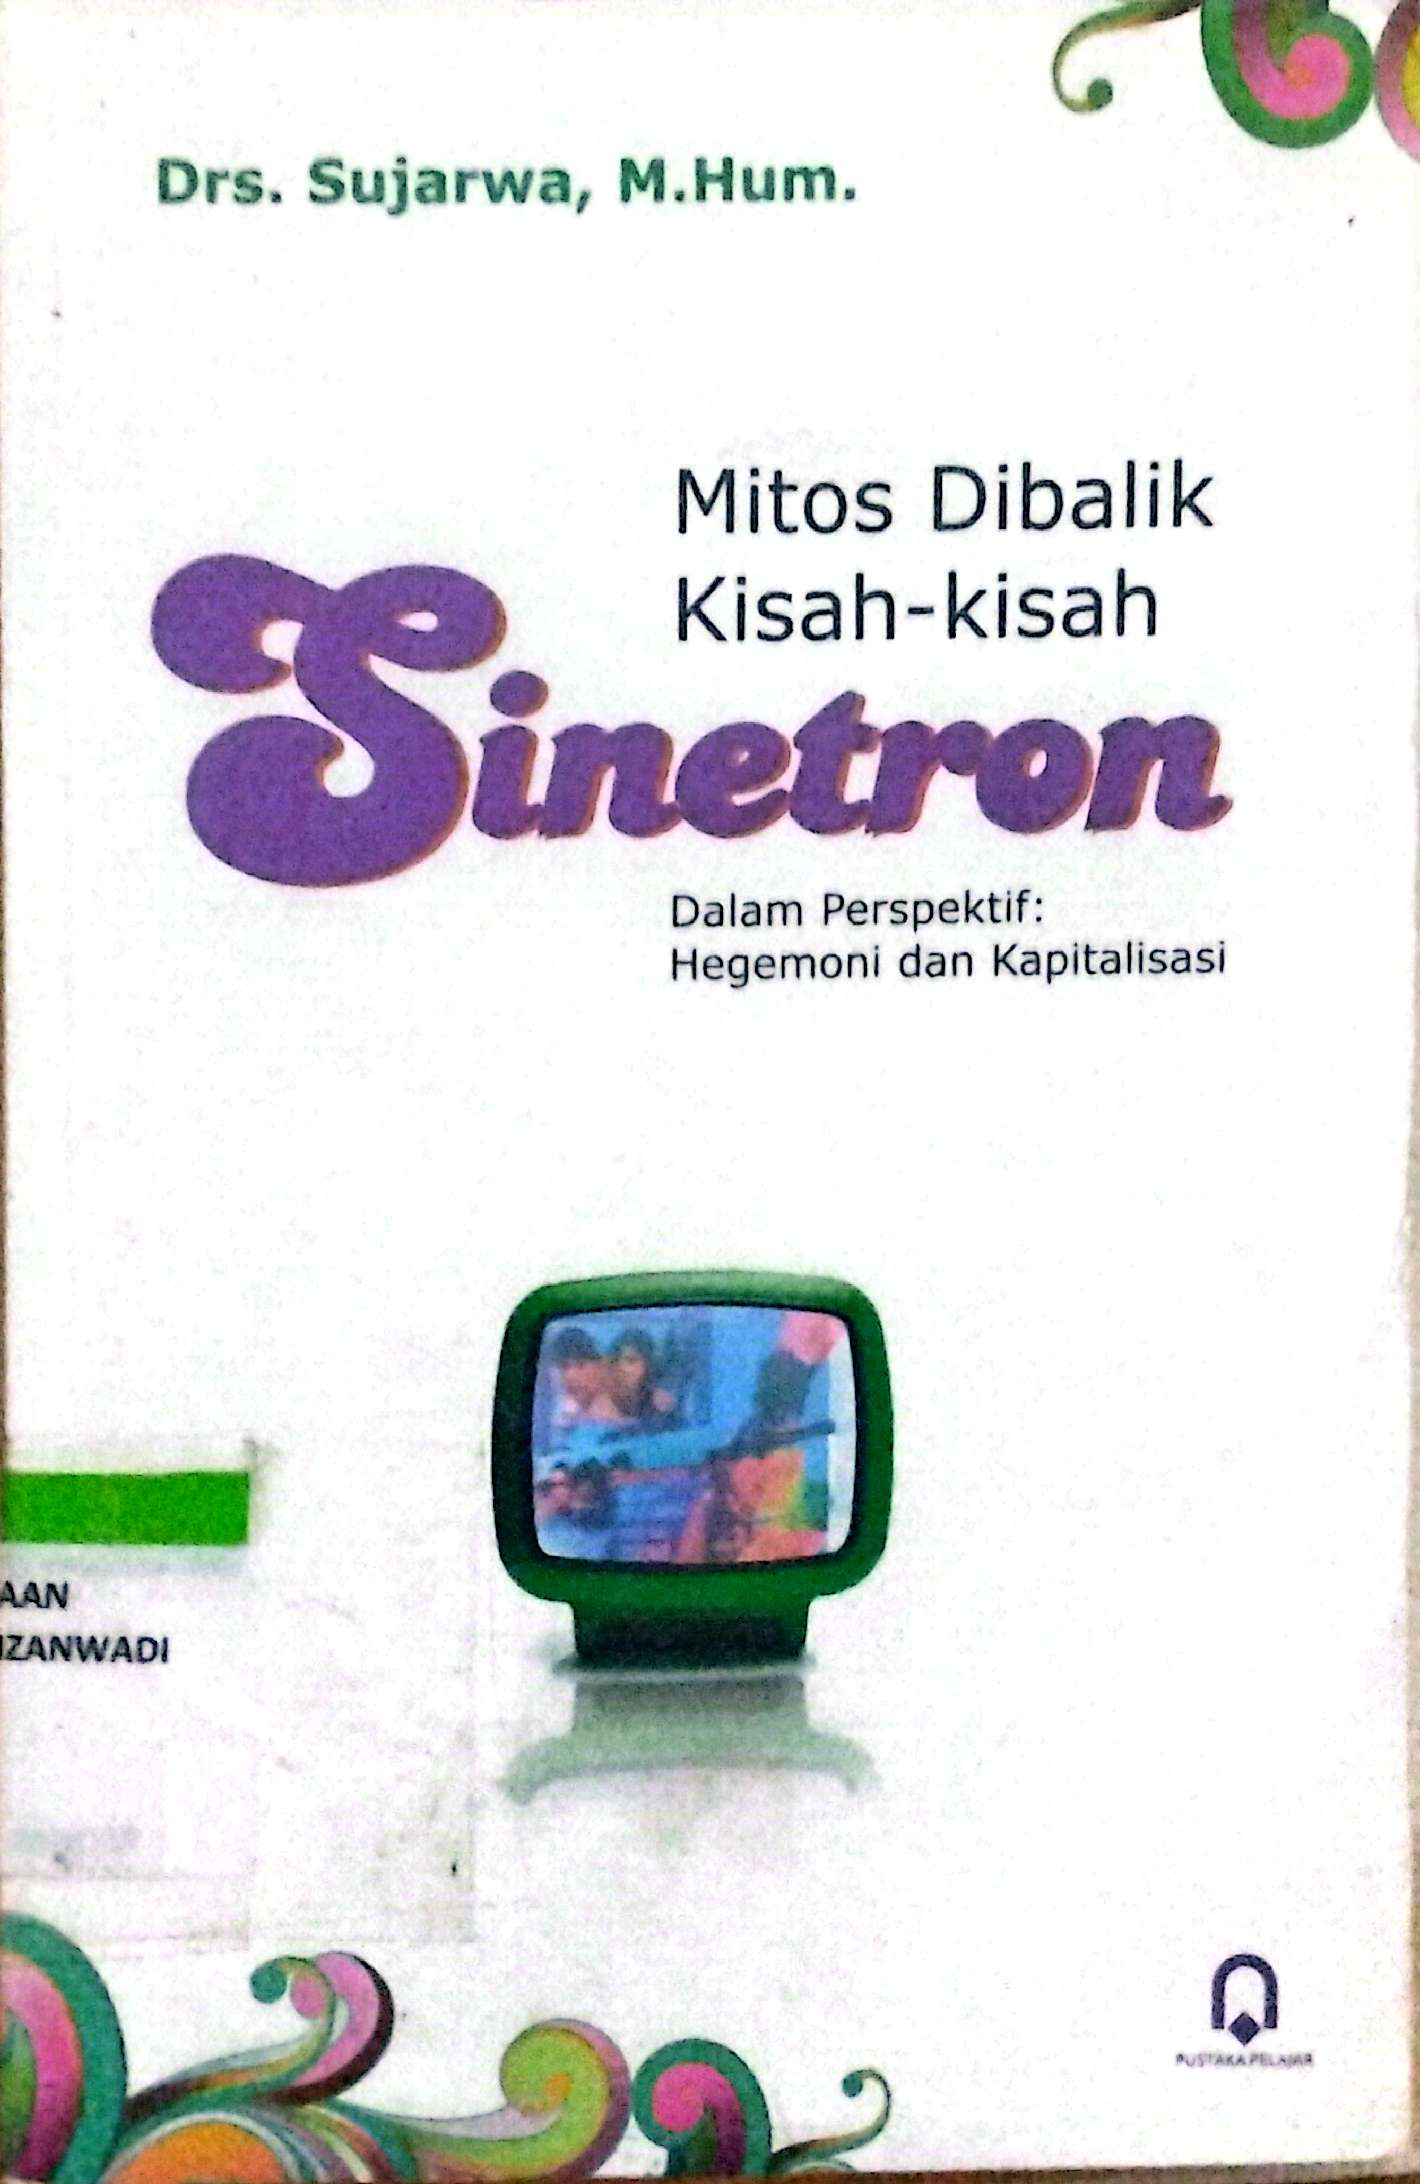 Drs. Sujarwa, M.Hum.
Mitos Dibalik
Kisah-kisah
Sinetron
Dalam Perspektif:
Hegemoni dan Kapitalisasi
AAN
IZANWADI
PUSTAKA PELAJAR